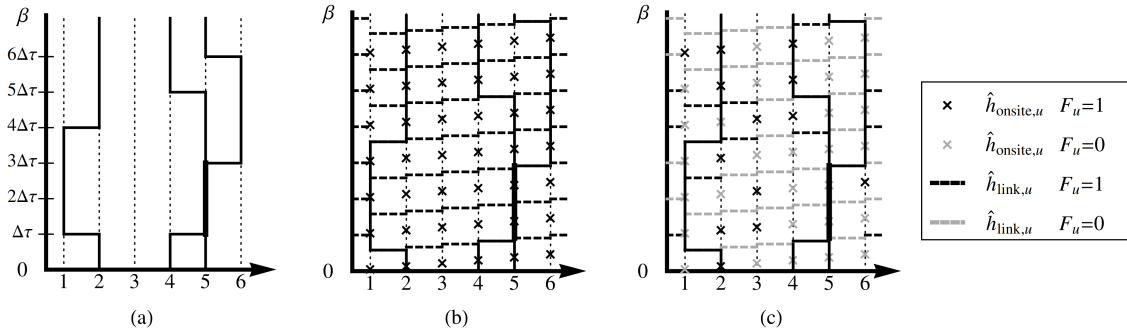 β
6Δτ
5Δτ
4Δτ
3Δτ
2Δτ
Δτ
0
1 2 3 4 5 6
(a)
β
0
1 2 3 4 5 6
(b)
β
0
1 2 3 4 5 6
(c)
ĥonsite,u Fu=1
ĥonsite,u Fu=0
ĥlink,u Fu=1
ĥlink,u Fu=0